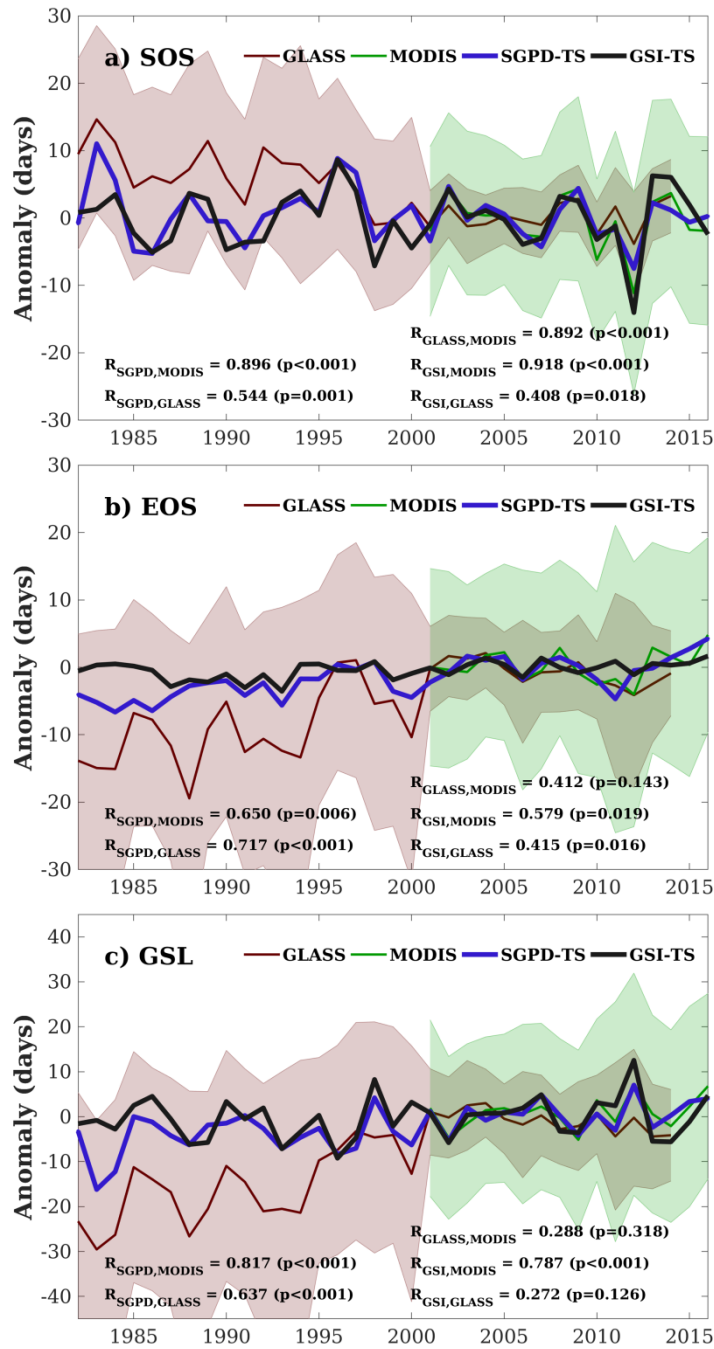 30
a) SOS GLASS MODIS SGPD-TS GSI-TS
20
10
0
-10
-20
-30
Anomaly (days)
R_GLASS,MODIS = 0.892 (p<0.001)
R_SGPD,MODIS = 0.896 (p<0.001) R_GSI,MODIS = 0.918 (p<0.001)
R_SGPD,GLASS = 0.544 (p=0.001) R_GSI,GLASS = 0.408 (p=0.018)
1985 1990 1995 2000 2005 2010 2015
30
b) EOS GLASS MODIS SGPD-TS GSI-TS
20
10
0
-10
-20
-30
Anomaly (days)
R_GLASS,MODIS = 0.412 (p=0.143)
R_SGPD,MODIS = 0.650 (p=0.006) R_GSI,MODIS = 0.579 (p=0.019)
R_SGPD,GLASS = 0.717 (p<0.001) R_GSI,GLASS = 0.415 (p=0.016)
1985 1990 1995 2000 2005 2010 2015
40
c) GSL GLASS MODIS SGPD-TS GSI-TS
30
20
10
0
-10
-20
-30
-40
Anomaly (days)
R_GLASS,MODIS = 0.288 (p=0.318)
R_SGPD,MODIS = 0.817 (p<0.001) R_GSI,MODIS = 0.787 (p<0.001)
R_SGPD,GLASS = 0.637 (p<0.001) R_GSI,GLASS = 0.272 (p=0.126)
1985 1990 1995 2000 2005 2010 2015